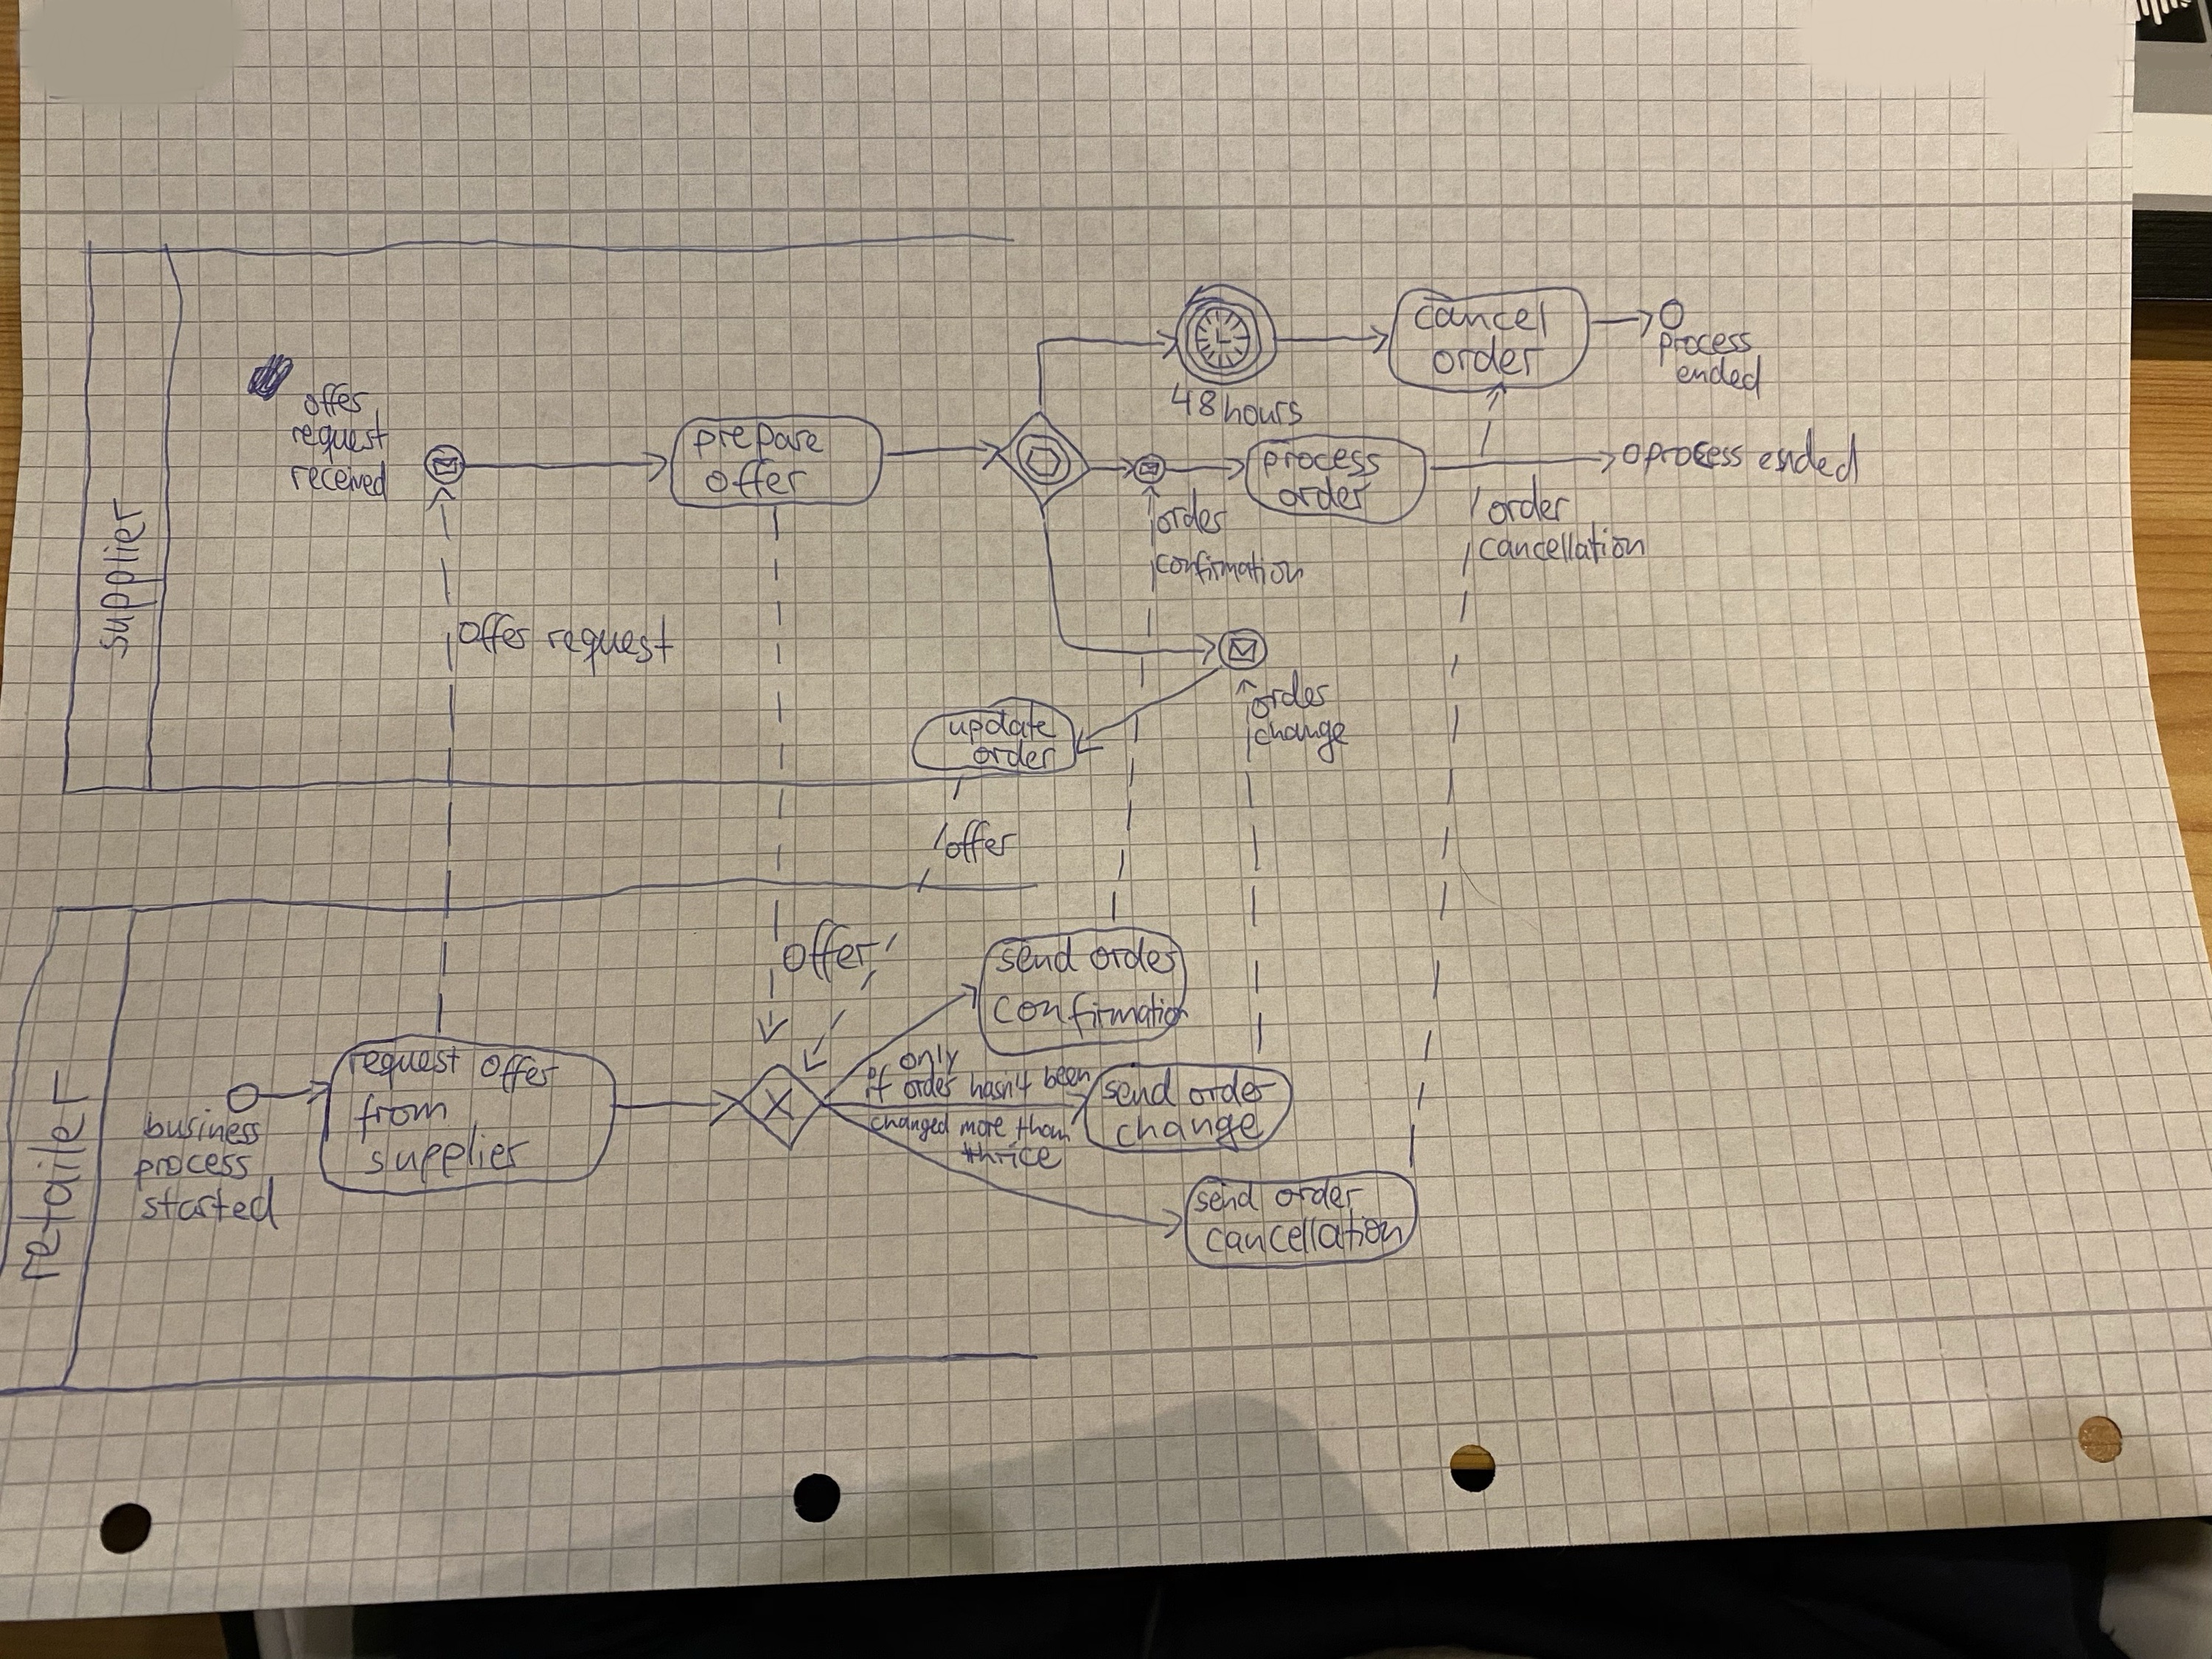 supplier
offer
request
received
prepare
offer
48 hours
cancel
order
process
ended
process
order
process ended
order
confirmation
order
cancellation
offer request
order
change
update
order
offer
retailer
business
process
started
request offer
from
supplier
offer
X
send order
confirmation
only
if order hasn't been
changed more than
thrice
send order
change
send order
cancellation